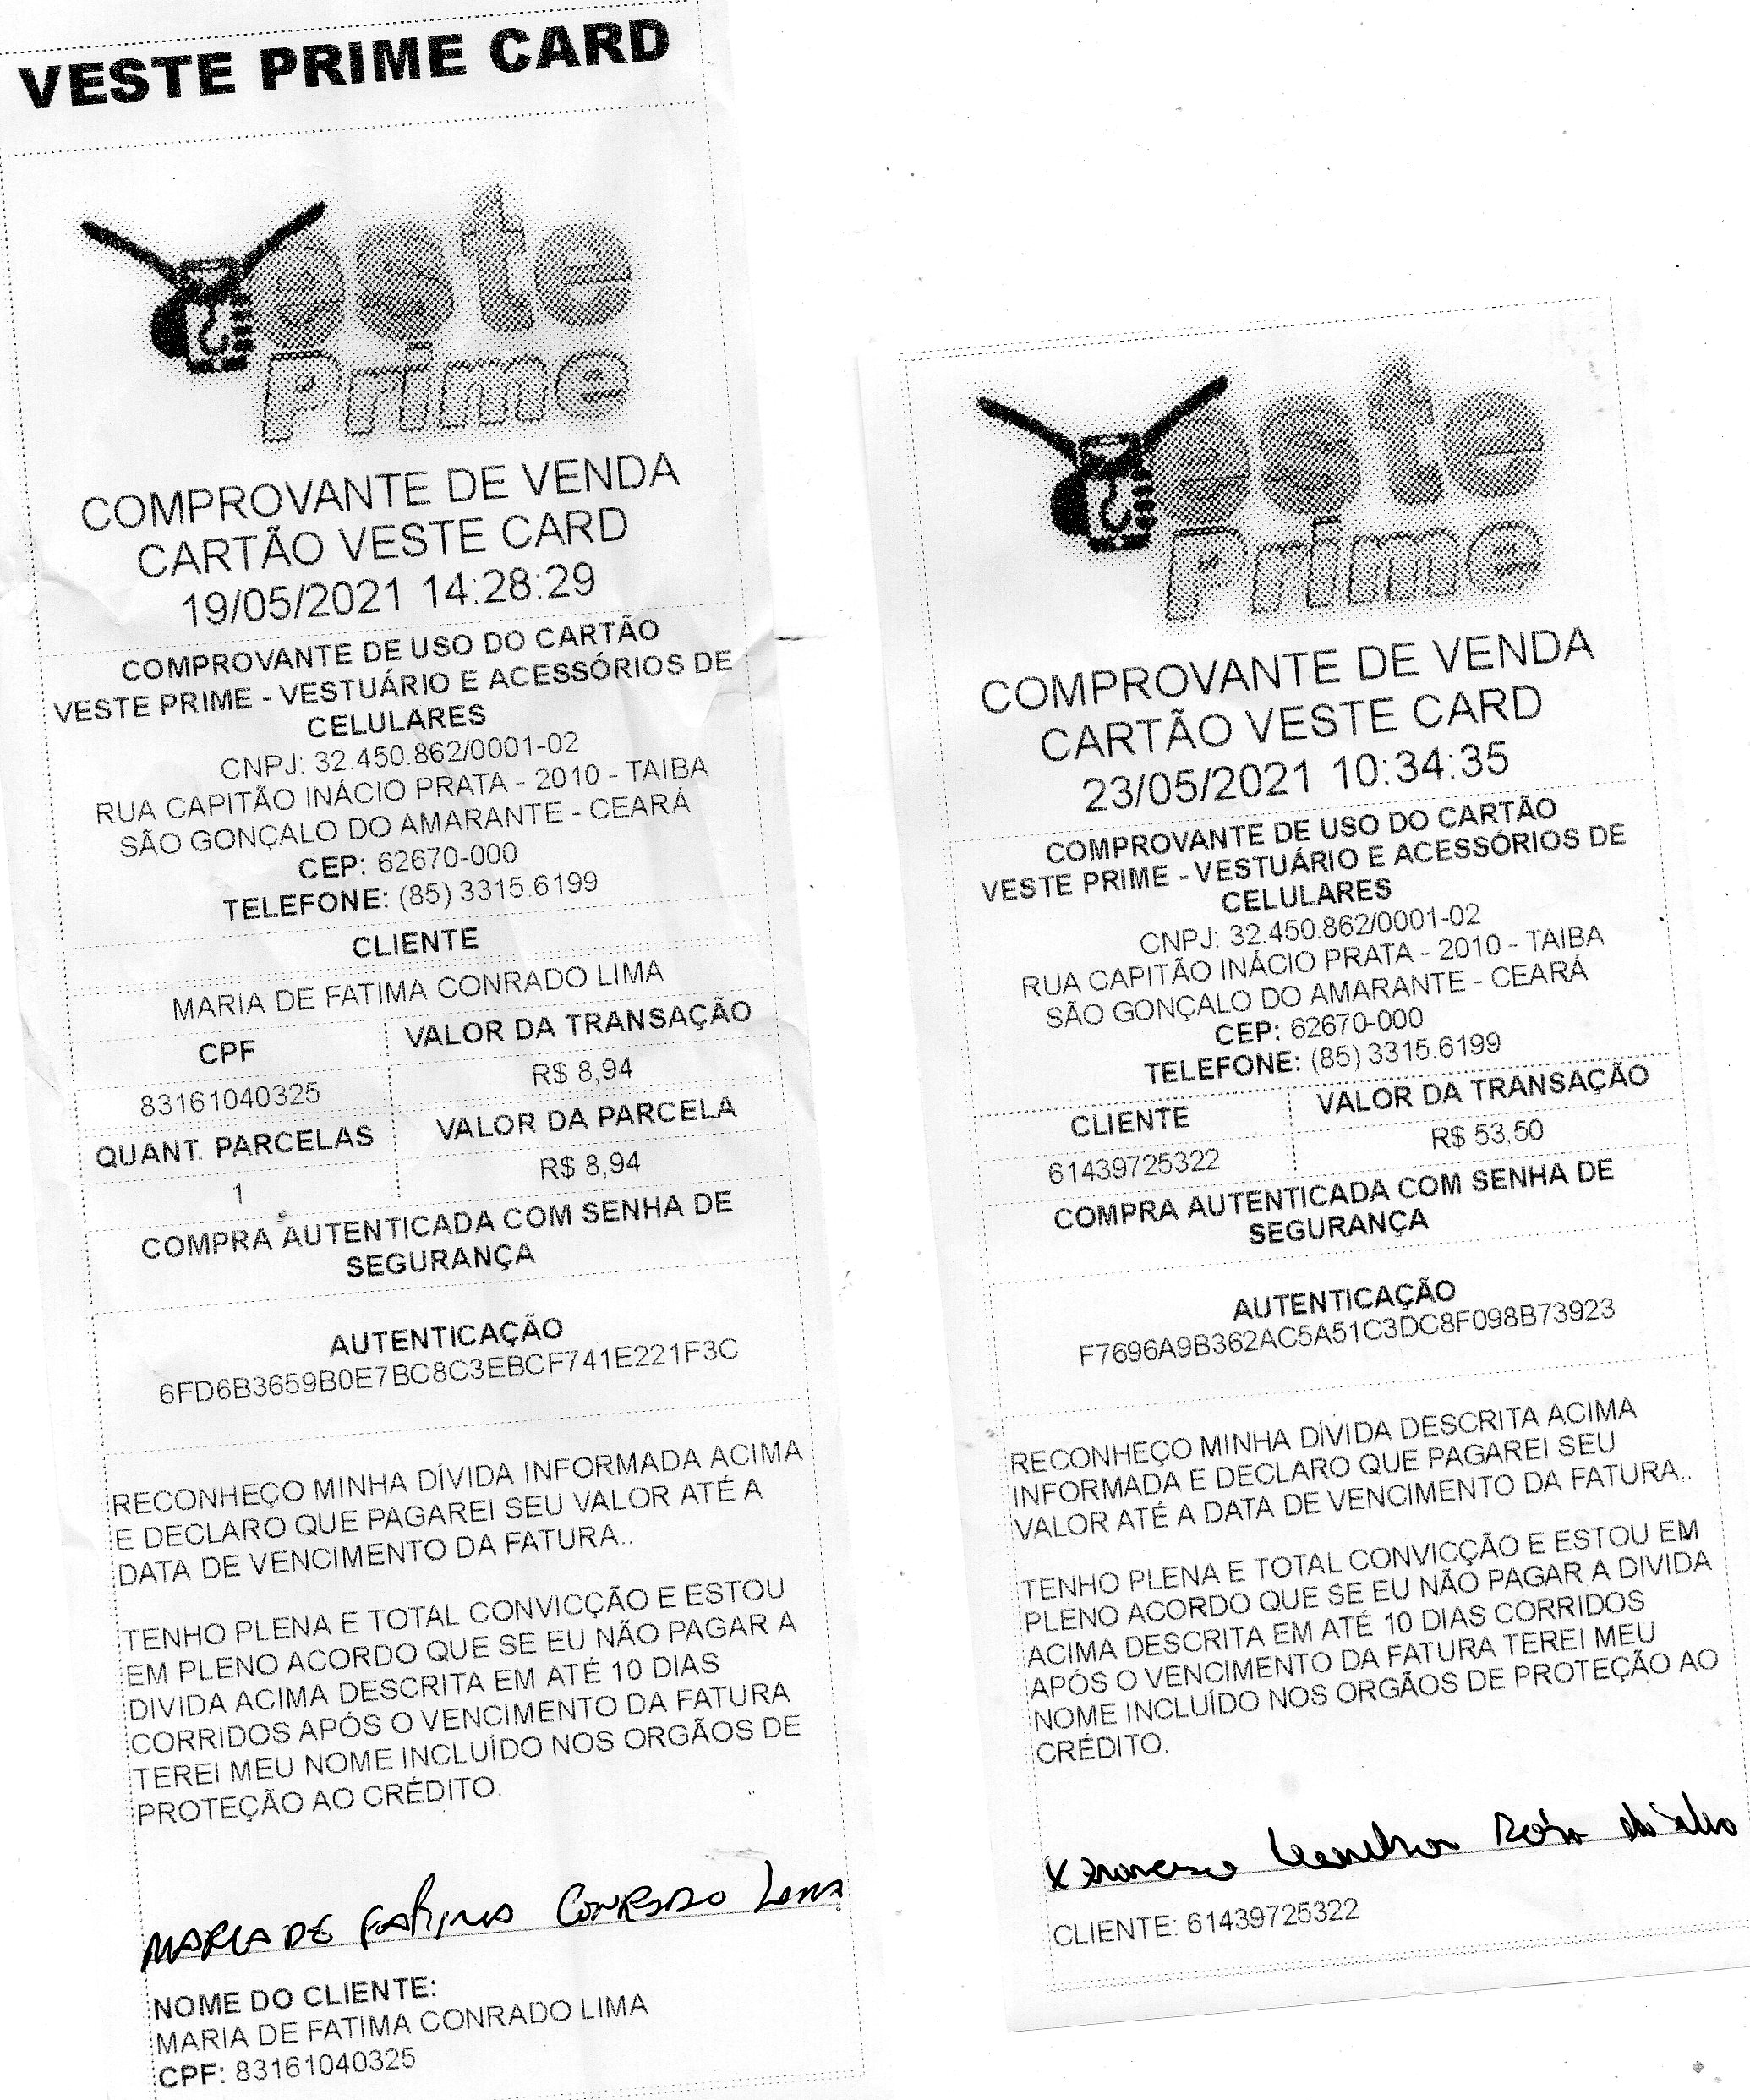 VESTE PRIME CARD
este
Prime
COMPROVANTE DE VENDA
CARTÃO VESTE CARD
19/05/2021 14:28:29
COMPROVANTE DE USO DO CARTÃO
VESTE PRIME - VESTUÁRIO E ACESSÓRIOS DE
CELULARES
CNPJ: 32.450.862/0001-02
RUA CAPITÃO INÁCIO PRATA - 2010 - TAIBA
SÃO GONÇALO DO AMARANTE - CEARÁ
CEP: 62670-000
TELEFONE: (85) 3315.6199
CLIENTE
MARIA DE FATIMA CONRADO LIMA
CPF VALOR DA TRANSAÇÃO
83161040325 R$ 8,94
QUANT. PARCELAS VALOR DA PARCELA
1 R$ 8,94
COMPRA AUTENTICADA COM SENHA DE
SEGURANÇA
AUTENTICAÇÃO
6FD6B3659B0E7BC8C3EBCF741E221F3C
RECONHEÇO MINHA DÍVIDA INFORMADA ACIMA
E DECLARO QUE PAGAREI SEU VALOR ATÉ A
DATA DE VENCIMENTO DA FATURA..
TENHO PLENA E TOTAL CONVICÇÃO E ESTOU
EM PLENO ACORDO QUE SE EU NÃO PAGAR A
DIVIDA ACIMA DESCRITA EM ATÉ 10 DIAS
CORRIDOS APÓS O VENCIMENTO DA FATURA
TEREI MEU NOME INCLUÍDO NOS ORGÃOS DE
PROTEÇÃO AO CRÉDITO.
MARIA DE FATIMA CONRADO LIMA
NOME DO CLIENTE:
MARIA DE FATIMA CONRADO LIMA
CPF: 83161040325
este
Prime
COMPROVANTE DE VENDA
CARTÃO VESTE CARD
23/05/2021 10:34:35
COMPROVANTE DE USO DO CARTÃO
VESTE PRIME - VESTUÁRIO E ACESSÓRIOS DE
CELULARES
CNPJ: 32.450.862/0001-02
RUA CAPITÃO INÁCIO PRATA - 2010 - TAIBA
SÃO GONÇALO DO AMARANTE - CEARÁ
CEP: 62670-000
TELEFONE: (85) 3315.6199
CLIENTE VALOR DA TRANSAÇÃO
61439725322 R$ 53,50
COMPRA AUTENTICADA COM SENHA DE
SEGURANÇA
AUTENTICAÇÃO
F7696A9B362AC5A51C3DC8F098B73923
RECONHEÇO MINHA DÍVIDA DESCRITA ACIMA
INFORMADA E DECLARO QUE PAGAREI SEU
VALOR ATÉ A DATA DE VENCIMENTO DA FATURA..
TENHO PLENA E TOTAL CONVICÇÃO E ESTOU EM
PLENO ACORDO QUE SE EU NÃO PAGAR A DIVIDA
ACIMA DESCRITA EM ATÉ 10 DIAS CORRIDOS
APÓS O VENCIMENTO DA FATURA TEREI MEU
NOME INCLUÍDO NOS ORGÃOS DE PROTEÇÃO AO
CRÉDITO.
X Francisco
CLIENTE: 61439725322